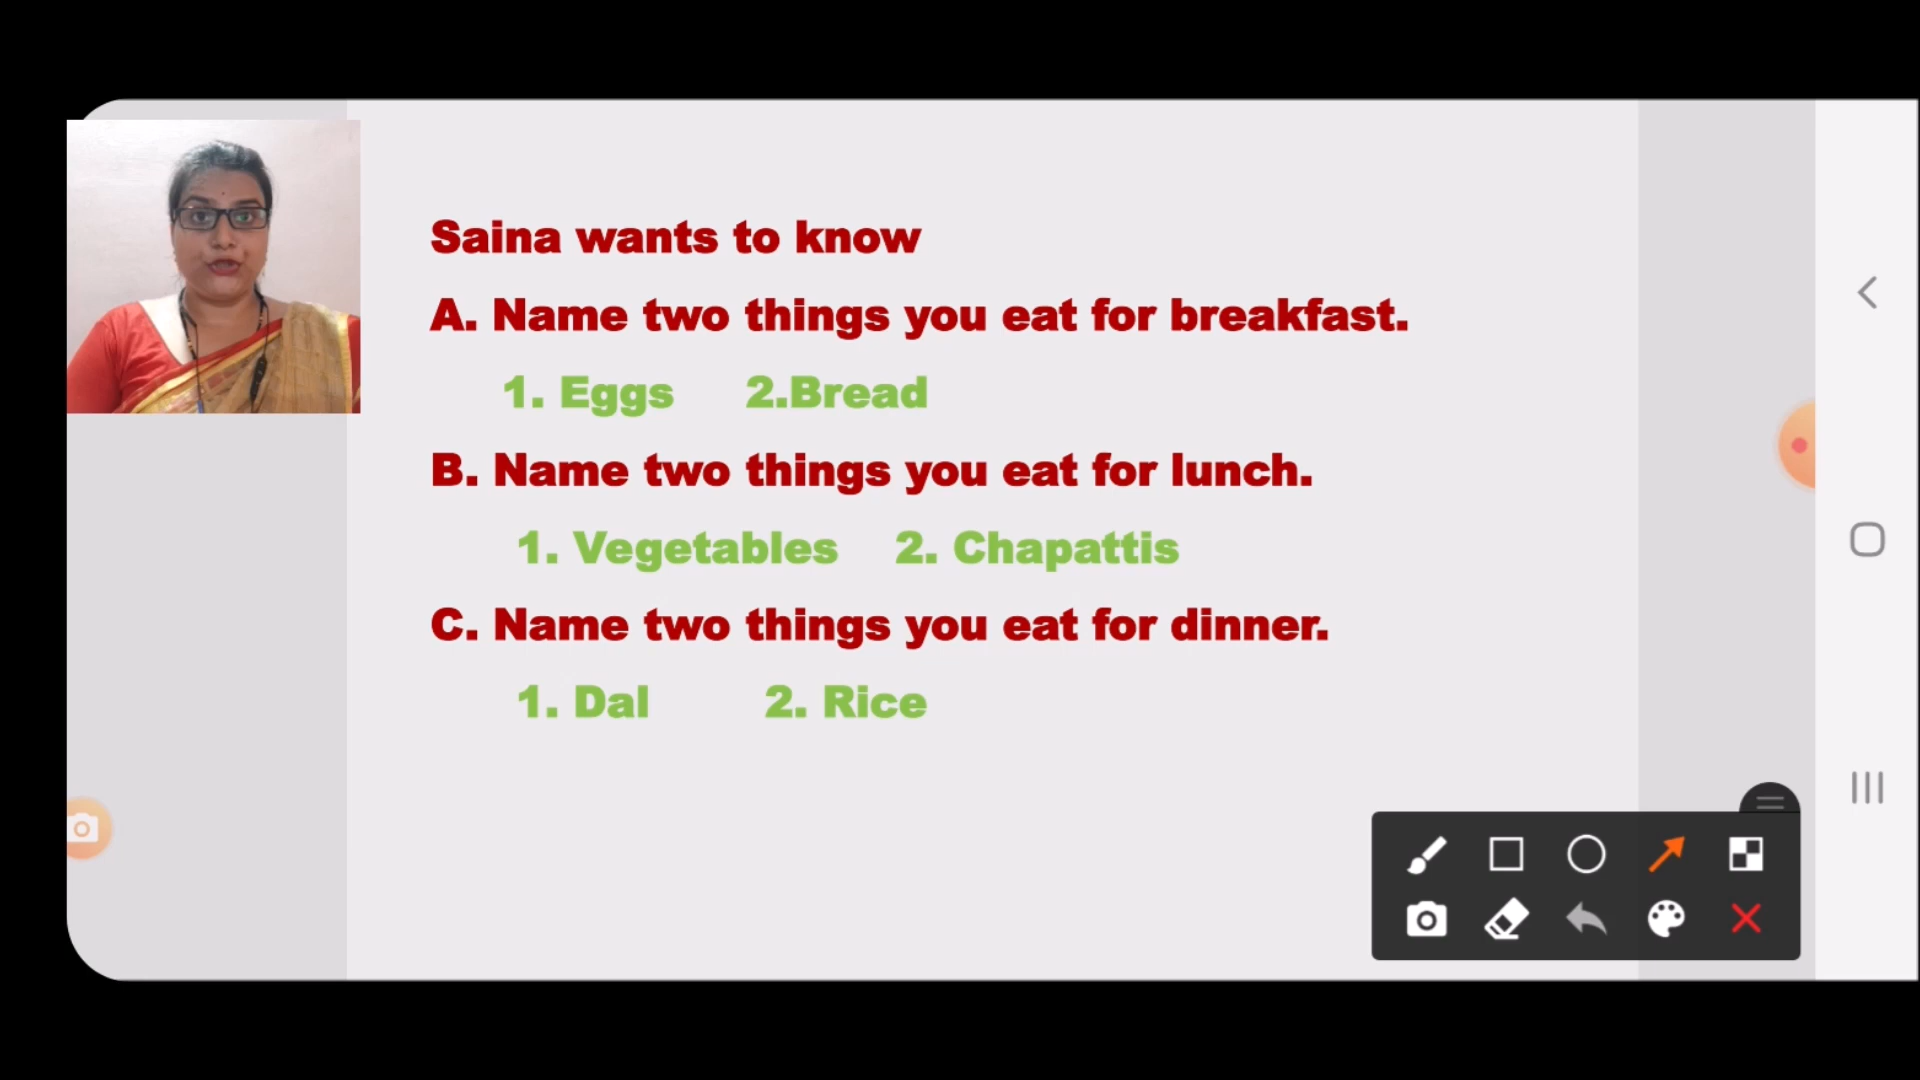 Saina wants to know
A. Name two things you eat for breakfast.
1. Eggs 2.Bread
B. Name two things you eat for lunch.
1. Vegetables 2. Chapattis
C. Name two things you eat for dinner.
1. Dal 2. Rice